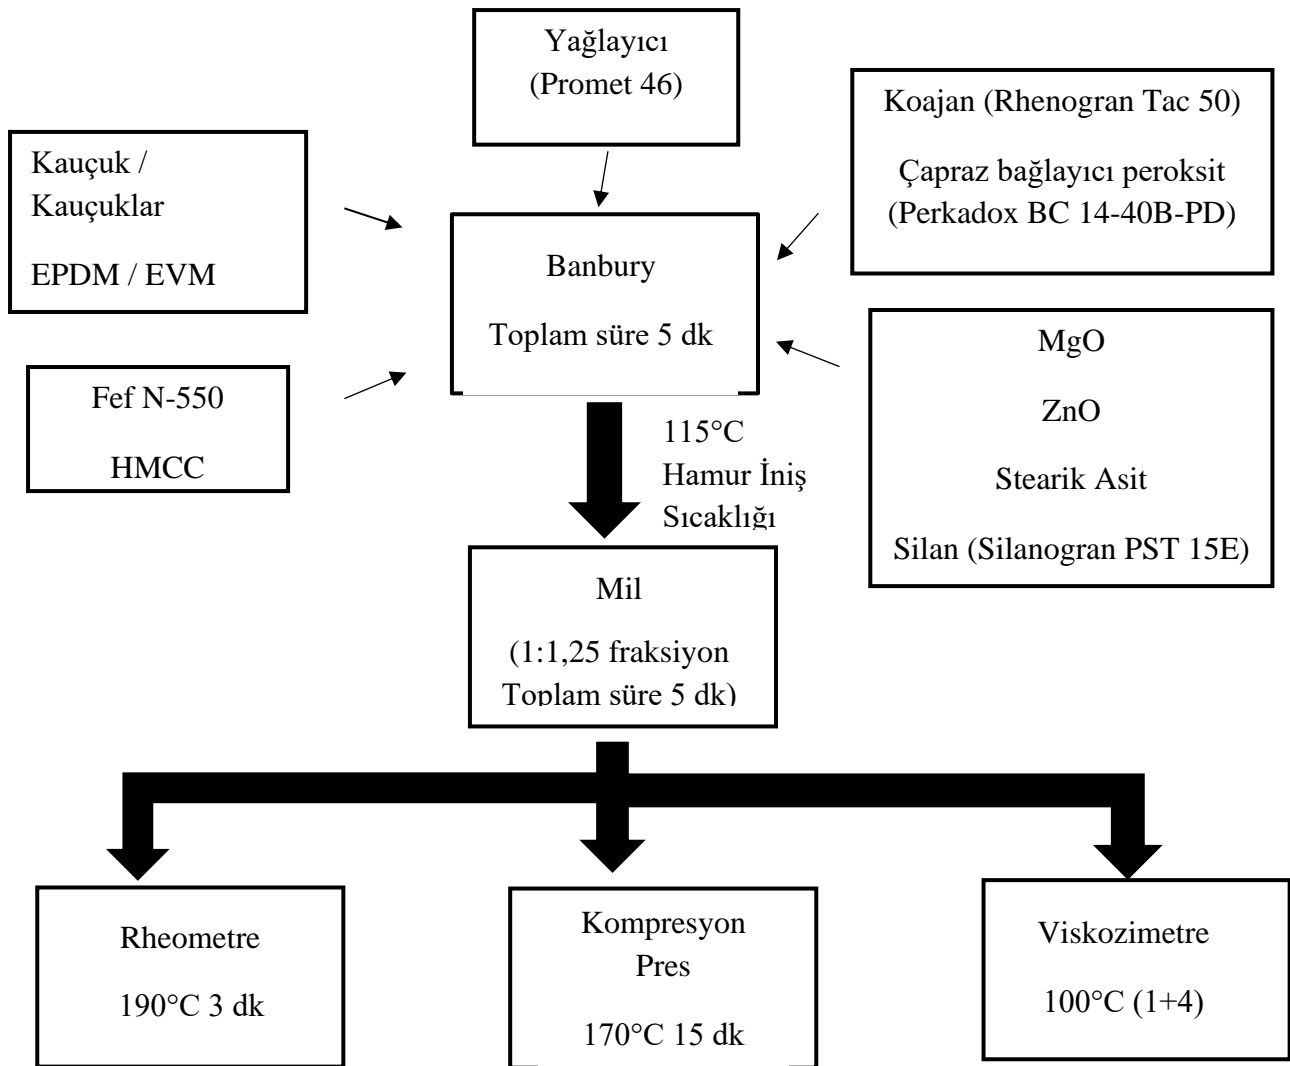 Yağlayıcı
(Promet 46)
Koajan (Rhenogran Tac 50)
Çapraz bağlayıcı peroksit
(Perkadox BC 14-40B-PD)
Kauçuk /
Kauçuklar
EPDM / EVM
Banbury
Toplam süre 5 dk
Fef N-550
HMCC
MgO
ZnO
Stearik Asit
Silan (Silanogran PST 15E)
115°C
Hamur İniş
Sıcaklığı
Mil
(1:1,25 fraksiyon
Toplam süre 5 dk)
Rheometre
190°C 3 dk
Kompresyon
Pres
170°C 15 dk
Viskozimetre
100°C (1+4)